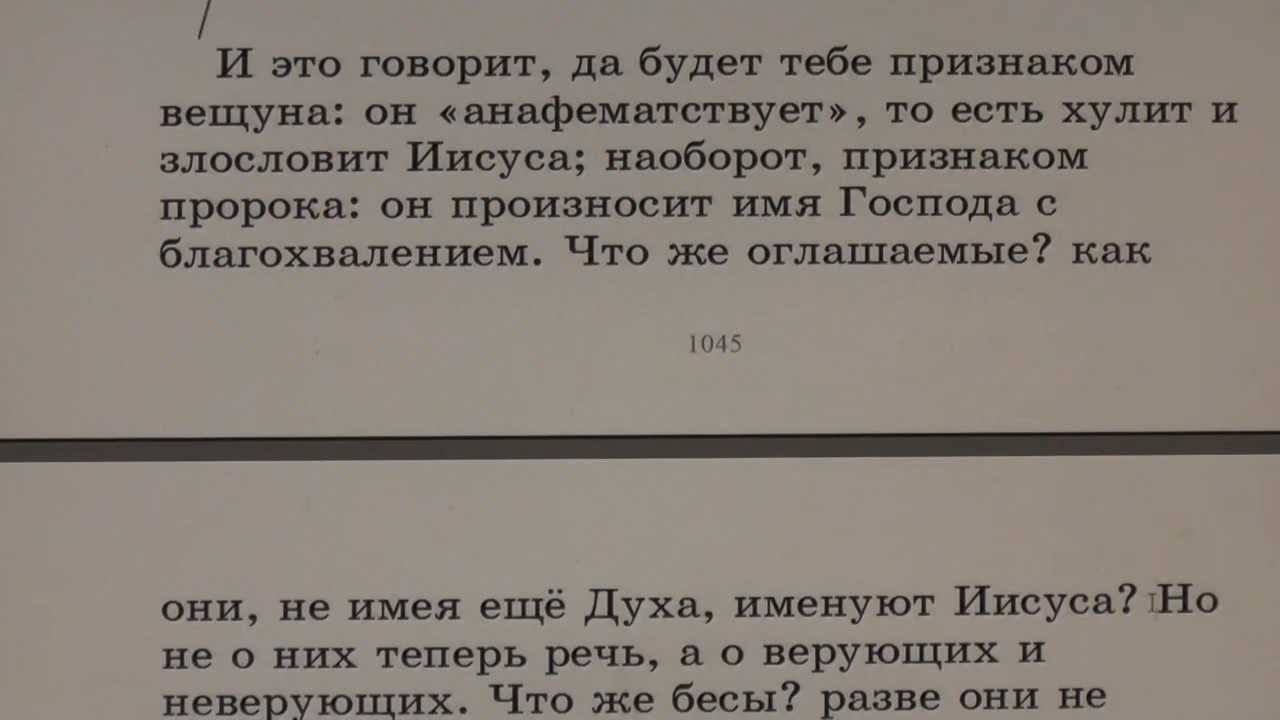 И это говорит, да будет тебе признаком
вещуна: он «анафематствует», то есть хулит и
злословит Иисуса; наоборот, признаком
пророка: он произносит имя Господа с
благохвалением. Что же оглашаемые? как
1045
они, не имея ещё Духа, именуют Иисуса? Но
не о них теперь речь, а о верующих и
неверующих. Что же бесы? разве они не